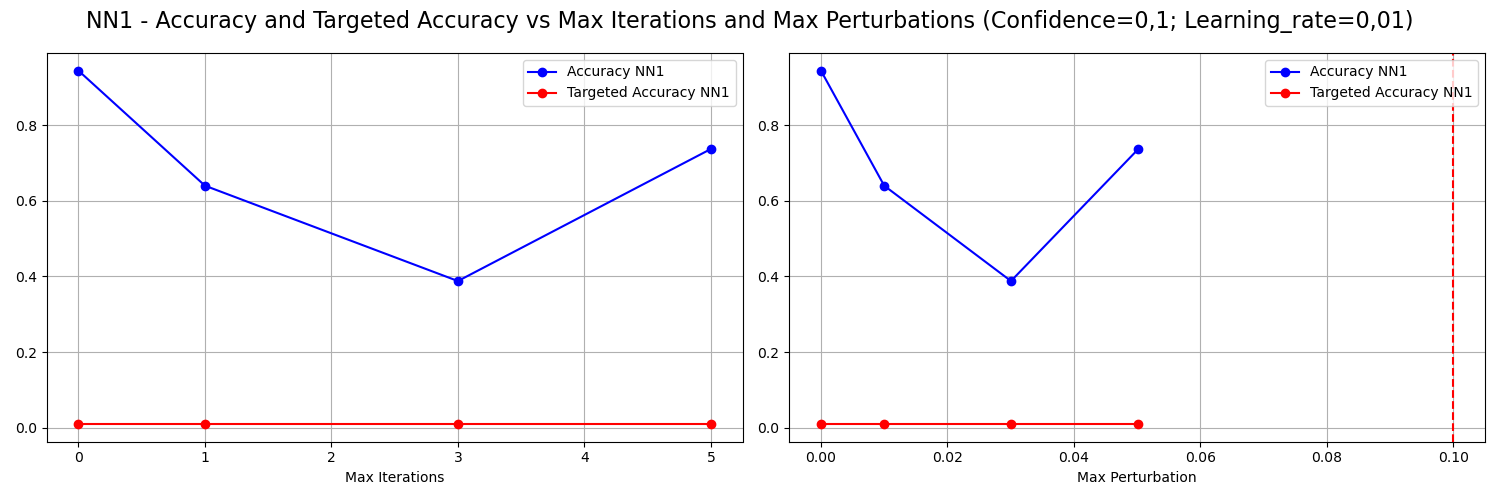 NN1 - Accuracy and Targeted Accuracy vs Max Iterations and Max Perturbations (Confidence=0,1; Learning_rate=0,01)
Accuracy NN1
Targeted Accuracy NN1
0.8
0.6
0.4
0.2
0.0
0 1 2 3 4 5
Max Iterations
Accuracy NN1
Targeted Accuracy NN1
0.8
0.6
0.4
0.2
0.0
0.00 0.02 0.04 0.06 0.08 0.10
Max Perturbation